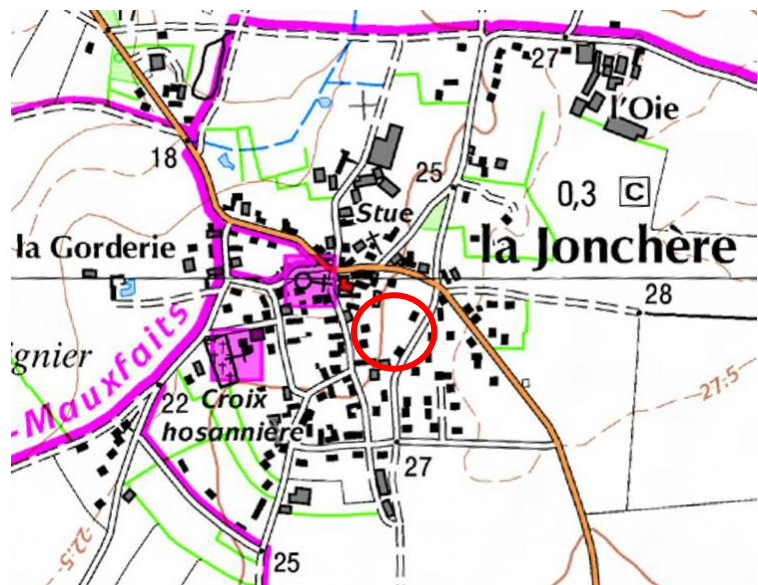 27
l'Oie
18
25
0,3
C
Stue
la Gorderie
la Jonchère
28
ignier
-Mauxfaits
22
Croix
hosannière
27,5
27
22,5
25